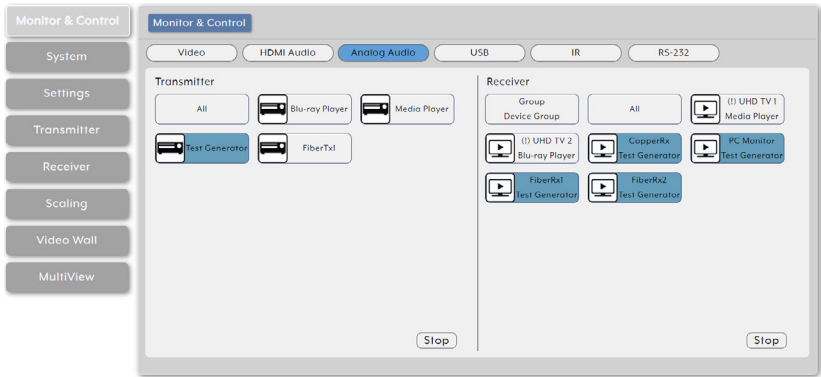 Monitor & Control
System
Settings
Transmitter
Receiver
Scaling
Video Wall
MultiView
Monitor & Control
Video
HDMI Audio
Analog Audio
USB
IR
RS-232
Transmitter
All
Blu-ray Player
Media Player
Test Generator
FiberTx1
Stop
Receiver
Group
Device Group
All
(!) UHD TV 1
Media Player
(!) UHD TV 2
Blu-ray Player
CopperRx
Test Generator
PC Monitor
Test Generator
FiberRx1
Test Generator
FiberRx2
Test Generator
Stop